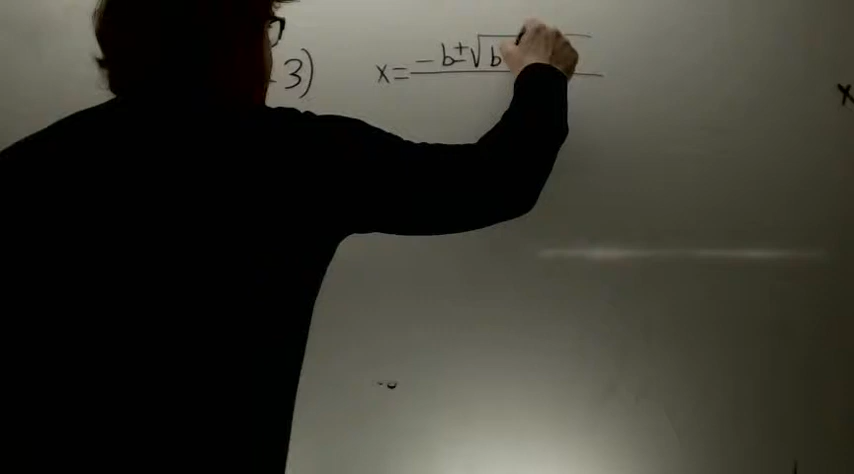 3) x = -b ± √b x